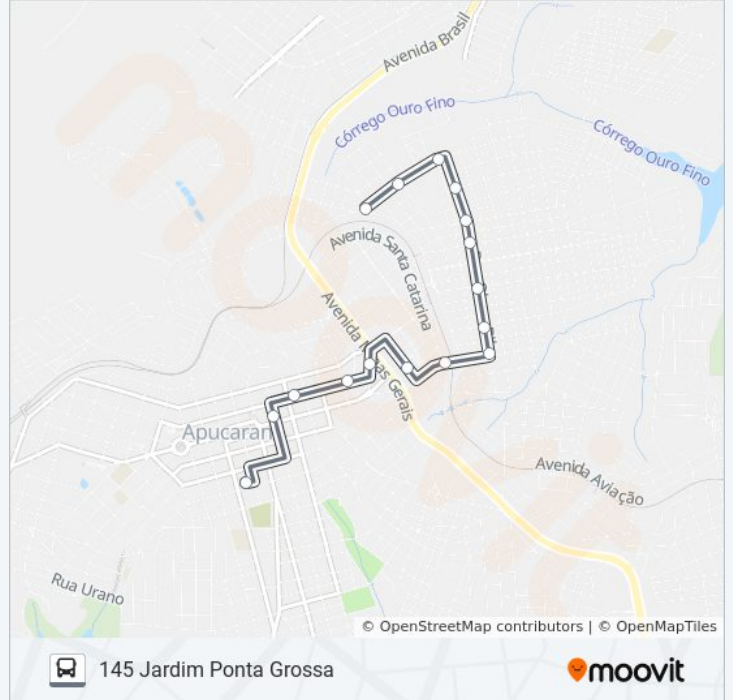 Avenida Brasil
Córrego Ouro Fino
Córrego Ouro Fino
Avenida Santa Catarina
Avenida Minas Gerais
Apucaran
Avenida Aviação
Rua Urano
© OpenStreetMap contributors | © OpenMapTiles
145 Jardim Ponta Grossa
moovit